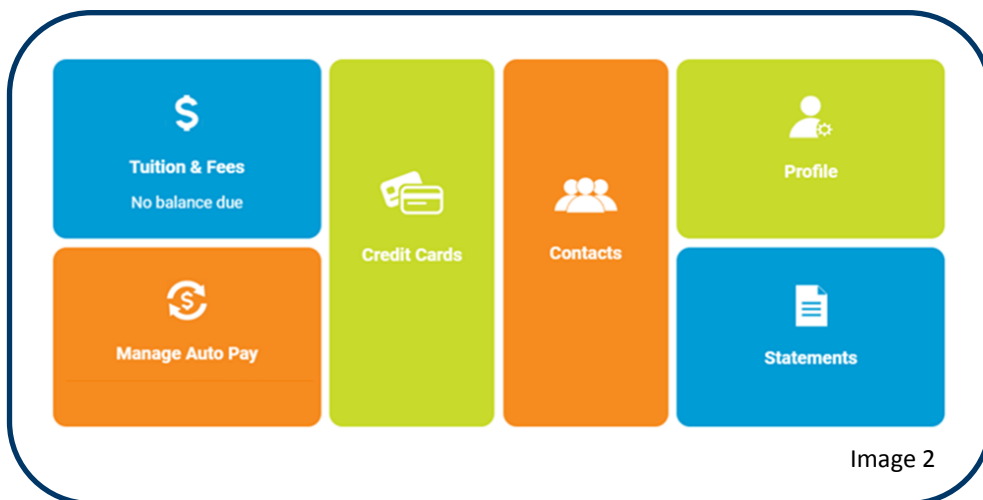 $
Tuition & Fees
No balance due
$
Manage Auto Pay
Credit Cards
Contacts
Profile
Statements
Image 2